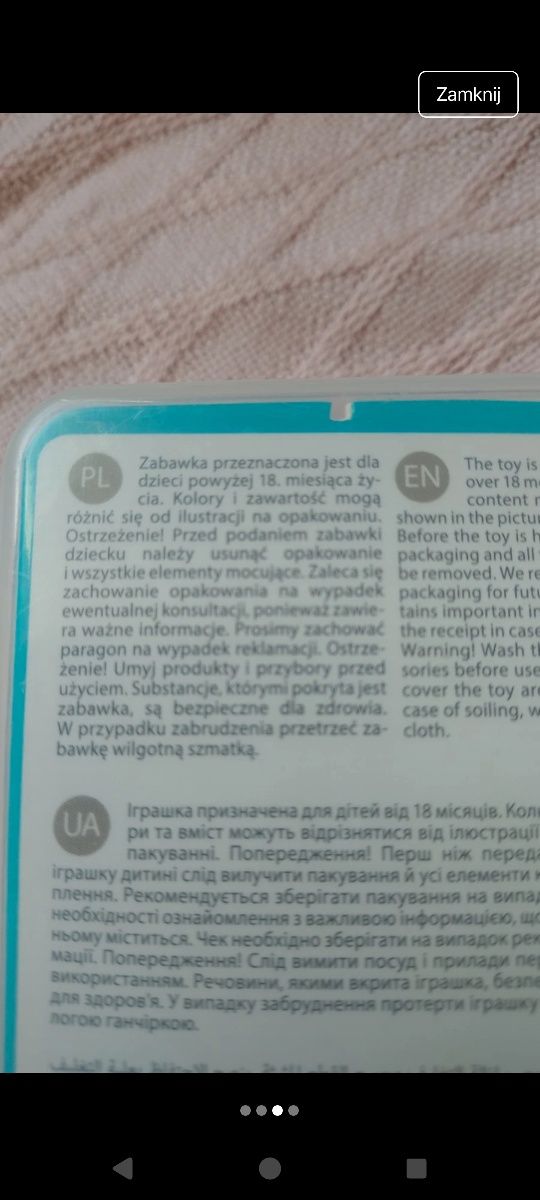 Zamknij
PL
Zabawka przeznaczona jest dla
dzieci powyżej 18. miesiąca ży-
cia. Kolory i zawartość mogą
różnić się od ilustracji na opakowaniu.
Ostrzeżenie! Przed podaniem zabawki
dziecku należy usunąć opakowanie
i wszystkie elementy mocujące. Zaleca się
zachowanie opakowania na wypadek
ewentualnej konsultacji, ponieważ zawie-
ra ważne informacje. Prosimy zachować
paragon na wypadek reklamacji. Ostrze-
żenie! Umyj produkty i przybory przed
użyciem. Substancje, którymi pokryta jest
zabawka, są bezpieczne dla zdrowia.
W przypadku zabrudzenia przetrzeć za-
bawkę wilgotną szmatką.
EN
The toy is
over 18 m
content
shown in the pictu
Before the toy is h
packaging and all
be removed. We re
packaging for futu
tains important in
the receipt in case
Warning! Wash th
sories before use
cover the toy are
case of soiling, w
cloth.
UA
Іграшка призначена для дітей від 18 місяців. Коль
ри та вміст можуть відрізнятися від ілюстрації
пакуванні. Попередження! Перш ніж переда
іграшку дитині слід вилучити пакування й усі елементи к
плення. Рекомендується зберігати пакування на випад
необхідності ознайомлення з важливою інформацією, що
ньому міститься. Чек необхідно зберігати на випадок рек
мації. Попередження! Слід вимити посуд і прилади пер
використанням. Речовини, якими вкрита іграшка, безпе
для здоров'я. У випадку забруднення протерти іграшку
логою ганчіркою.